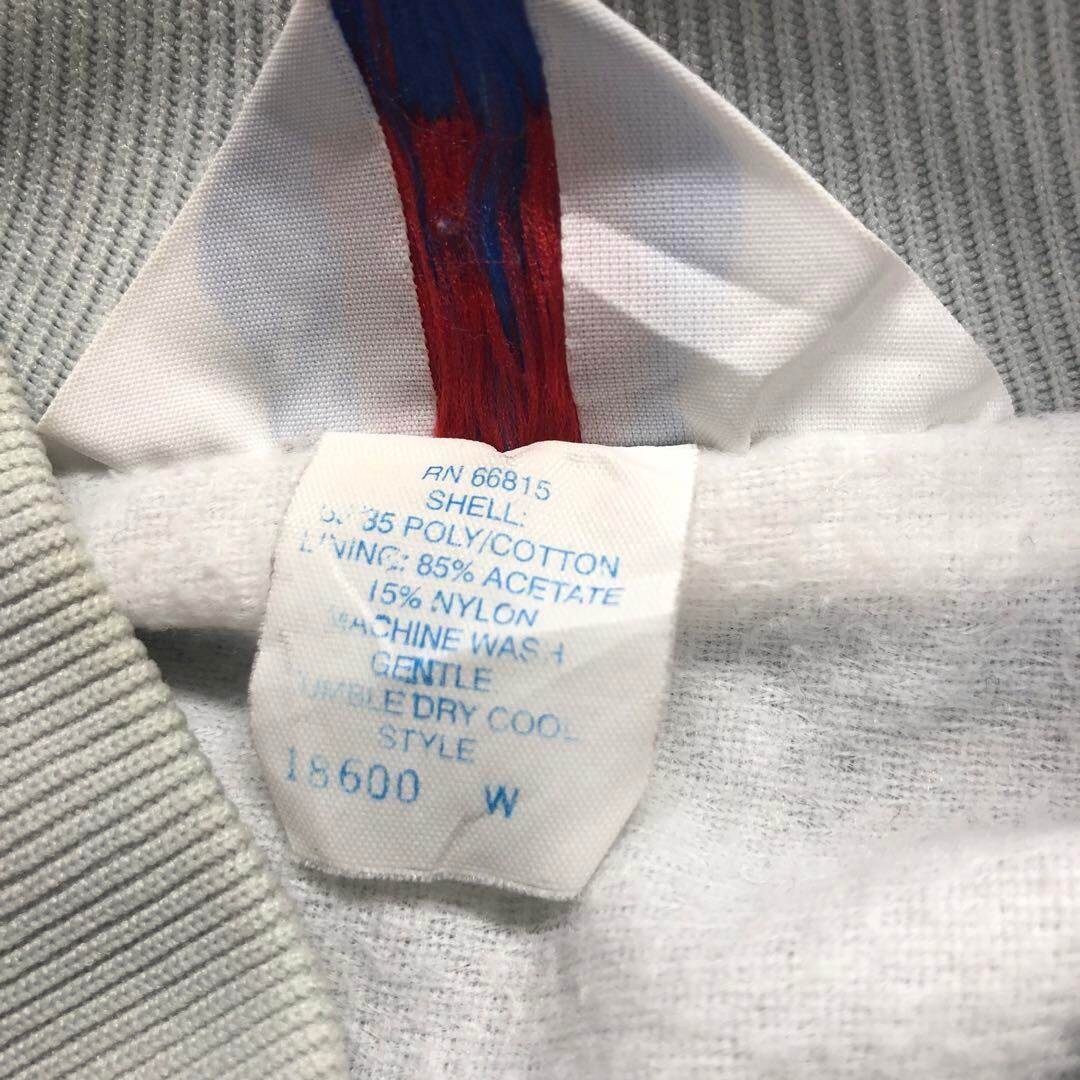 RN 66815
SHELL:
65/35 POLY/COTTON
LINING: 85% ACETATE
15% NYLON
MACHINE WASH
GENTLE
TUMBLE DRY COOL
STYLE
18600 W